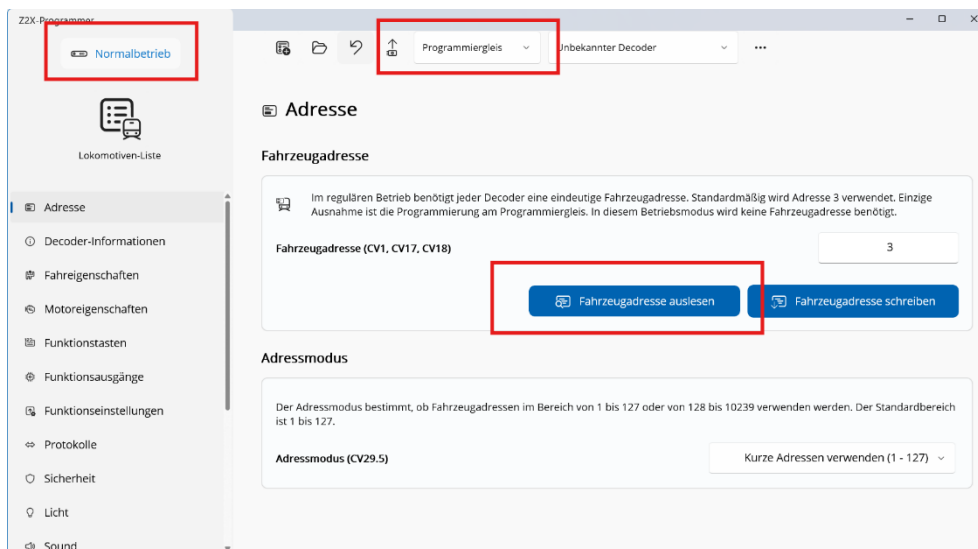 Z2X-Programmer
Normalbetrieb
Lokomotiven-Liste
Adresse
Decoder-Informationen
Fahreigenschaften
Motoreigenschaften
Funktionstasten
Funktionsausgänge
Funktionseinstellungen
Protokolle
Sicherheit
Licht
Sound
Programmiergleis
Unbekannter Decoder
Adresse
Fahrzeugadresse
Im regulären Betrieb benötigt jeder Decoder eine eindeutige Fahrzeugadresse. Standardmäßig wird Adresse 3 verwendet. Einzige
Ausnahme ist die Programmierung am Programmiergleis. In diesem Betriebsmodus wird keine Fahrzeugadresse benötigt.
Fahrzeugadresse (CV1, CV17, CV18)
3
Fahrzeugadresse auslesen
Fahrzeugadresse schreiben
Adressmodus
Der Adressmodus bestimmt, ob Fahrzeugadressen im Bereich von 1 bis 127 oder von 128 bis 10239 verwenden werden. Der Standardbereich
ist 1 bis 127.
Adressmodus (CV29.5)
Kurze Adressen verwenden (1 - 127)